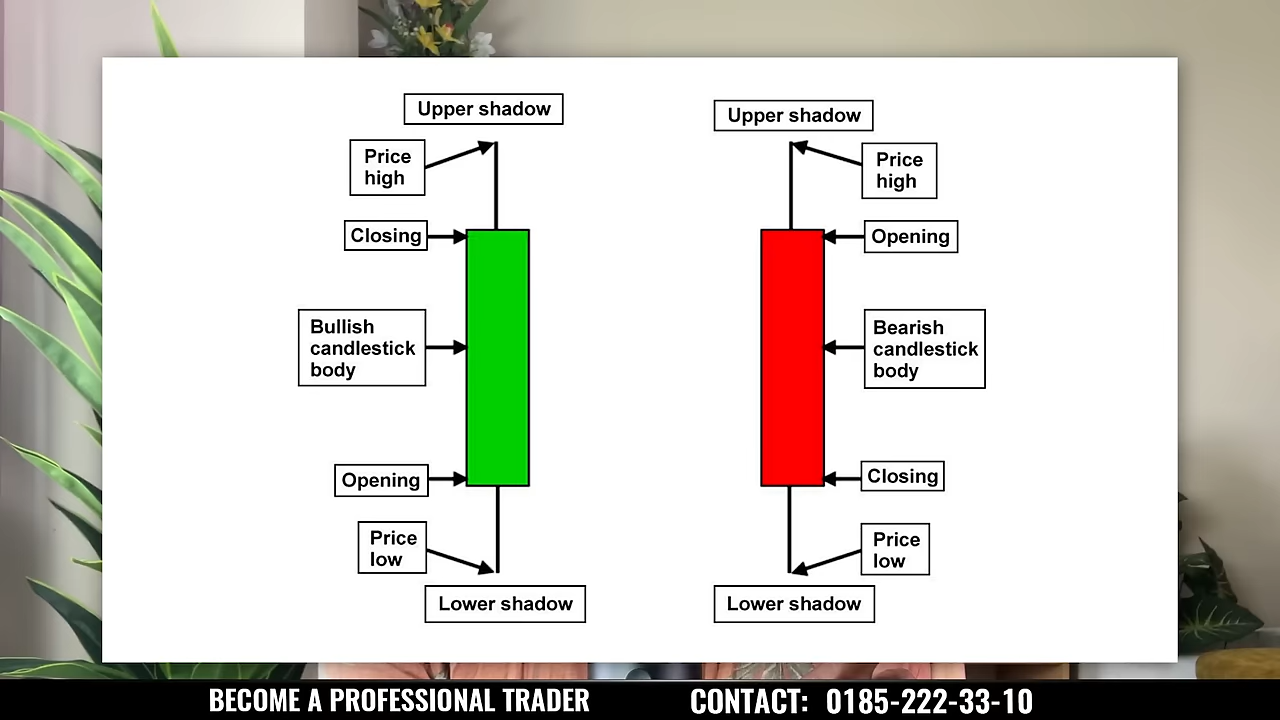 Upper shadow
Price
high
Closing
Bullish
candlestick
body
Opening
Price
low
Lower shadow
Upper shadow
Price
high
Opening
Bearish
candlestick
body
Closing
Price
low
Lower shadow
BECOME A PROFESSIONAL TRADER
CONTACT: 0185-222-33-10